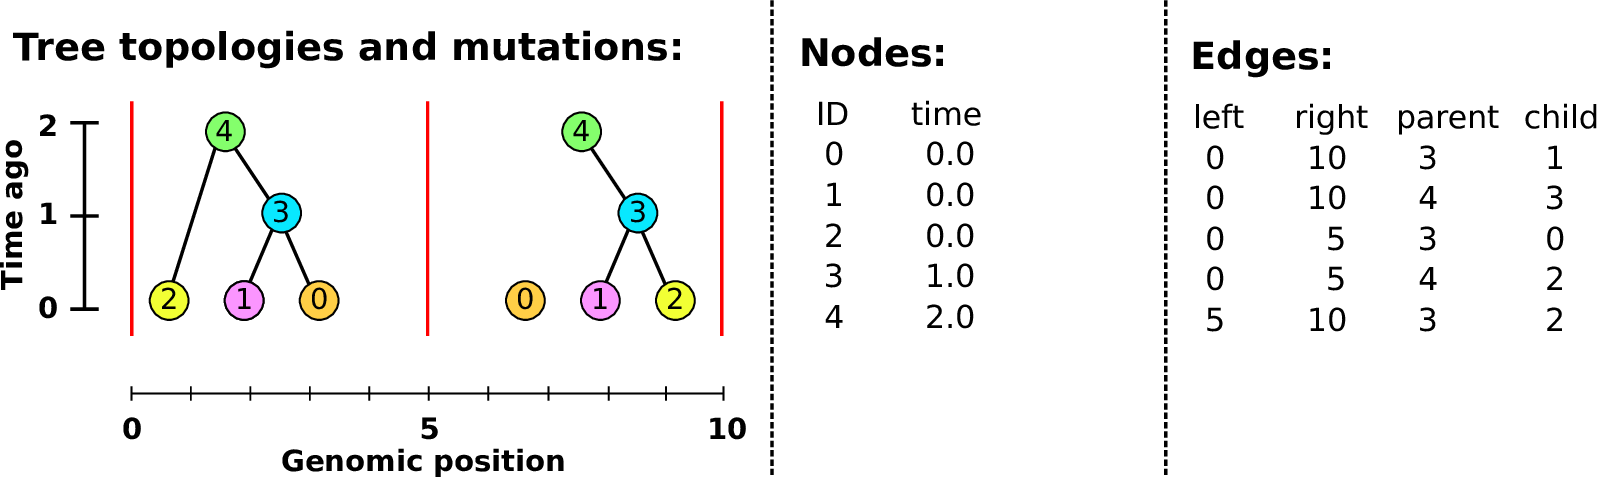 Tree topologies and mutations:
Time ago
2
1
0
4
3
2 1 0
4
3
0 1 2
0 5 10
Genomic position
Nodes:
ID time
0 0.0
1 0.0
2 0.0
3 1.0
4 2.0
Edges:
left right parent child
0 10 3 1
0 10 4 3
0 5 3 0
0 5 4 2
5 10 3 2